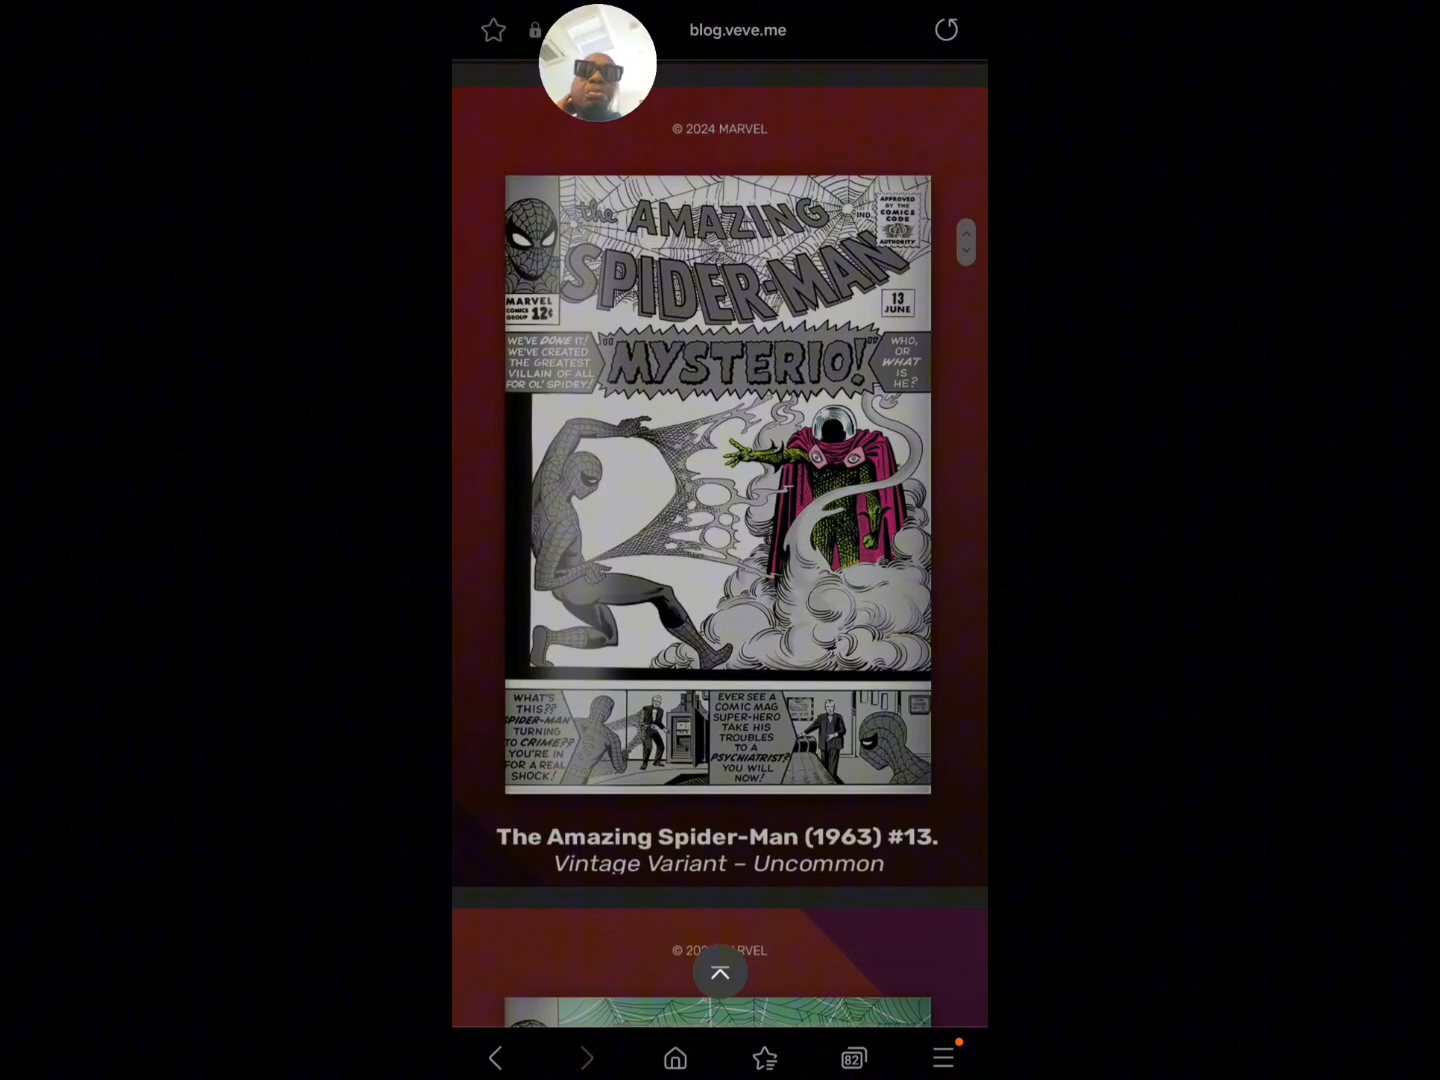 blog.veve.me
© 2024 MARVEL
the AMAZING
SPIDER-MAN
IND.
APPROVED
BY THE
COMICS
CODE
AUTHORITY
MARVEL
COMICS
GROUP 12¢
13
JUNE
WE'VE DONE IT!
WE'VE CREATED
THE GREATEST
VILLAIN OF ALL
FOR OL' SPIDEY!
"MYSTERIO!"
WHO,
OR
WHAT
IS
HE?
WHAT'S
THIS??
SPIDER-MAN
TURNING
TO CRIME??
YOU'RE IN
FOR A REAL
SHOCK!
EVER SEE A
COMIC MAG
SUPER-HERO
TAKE HIS
TROUBLES
TO A
PSYCHIATRIST?
YOU WILL
NOW!
The Amazing Spider-Man (1963) #13.
Vintage Variant – Uncommon
82